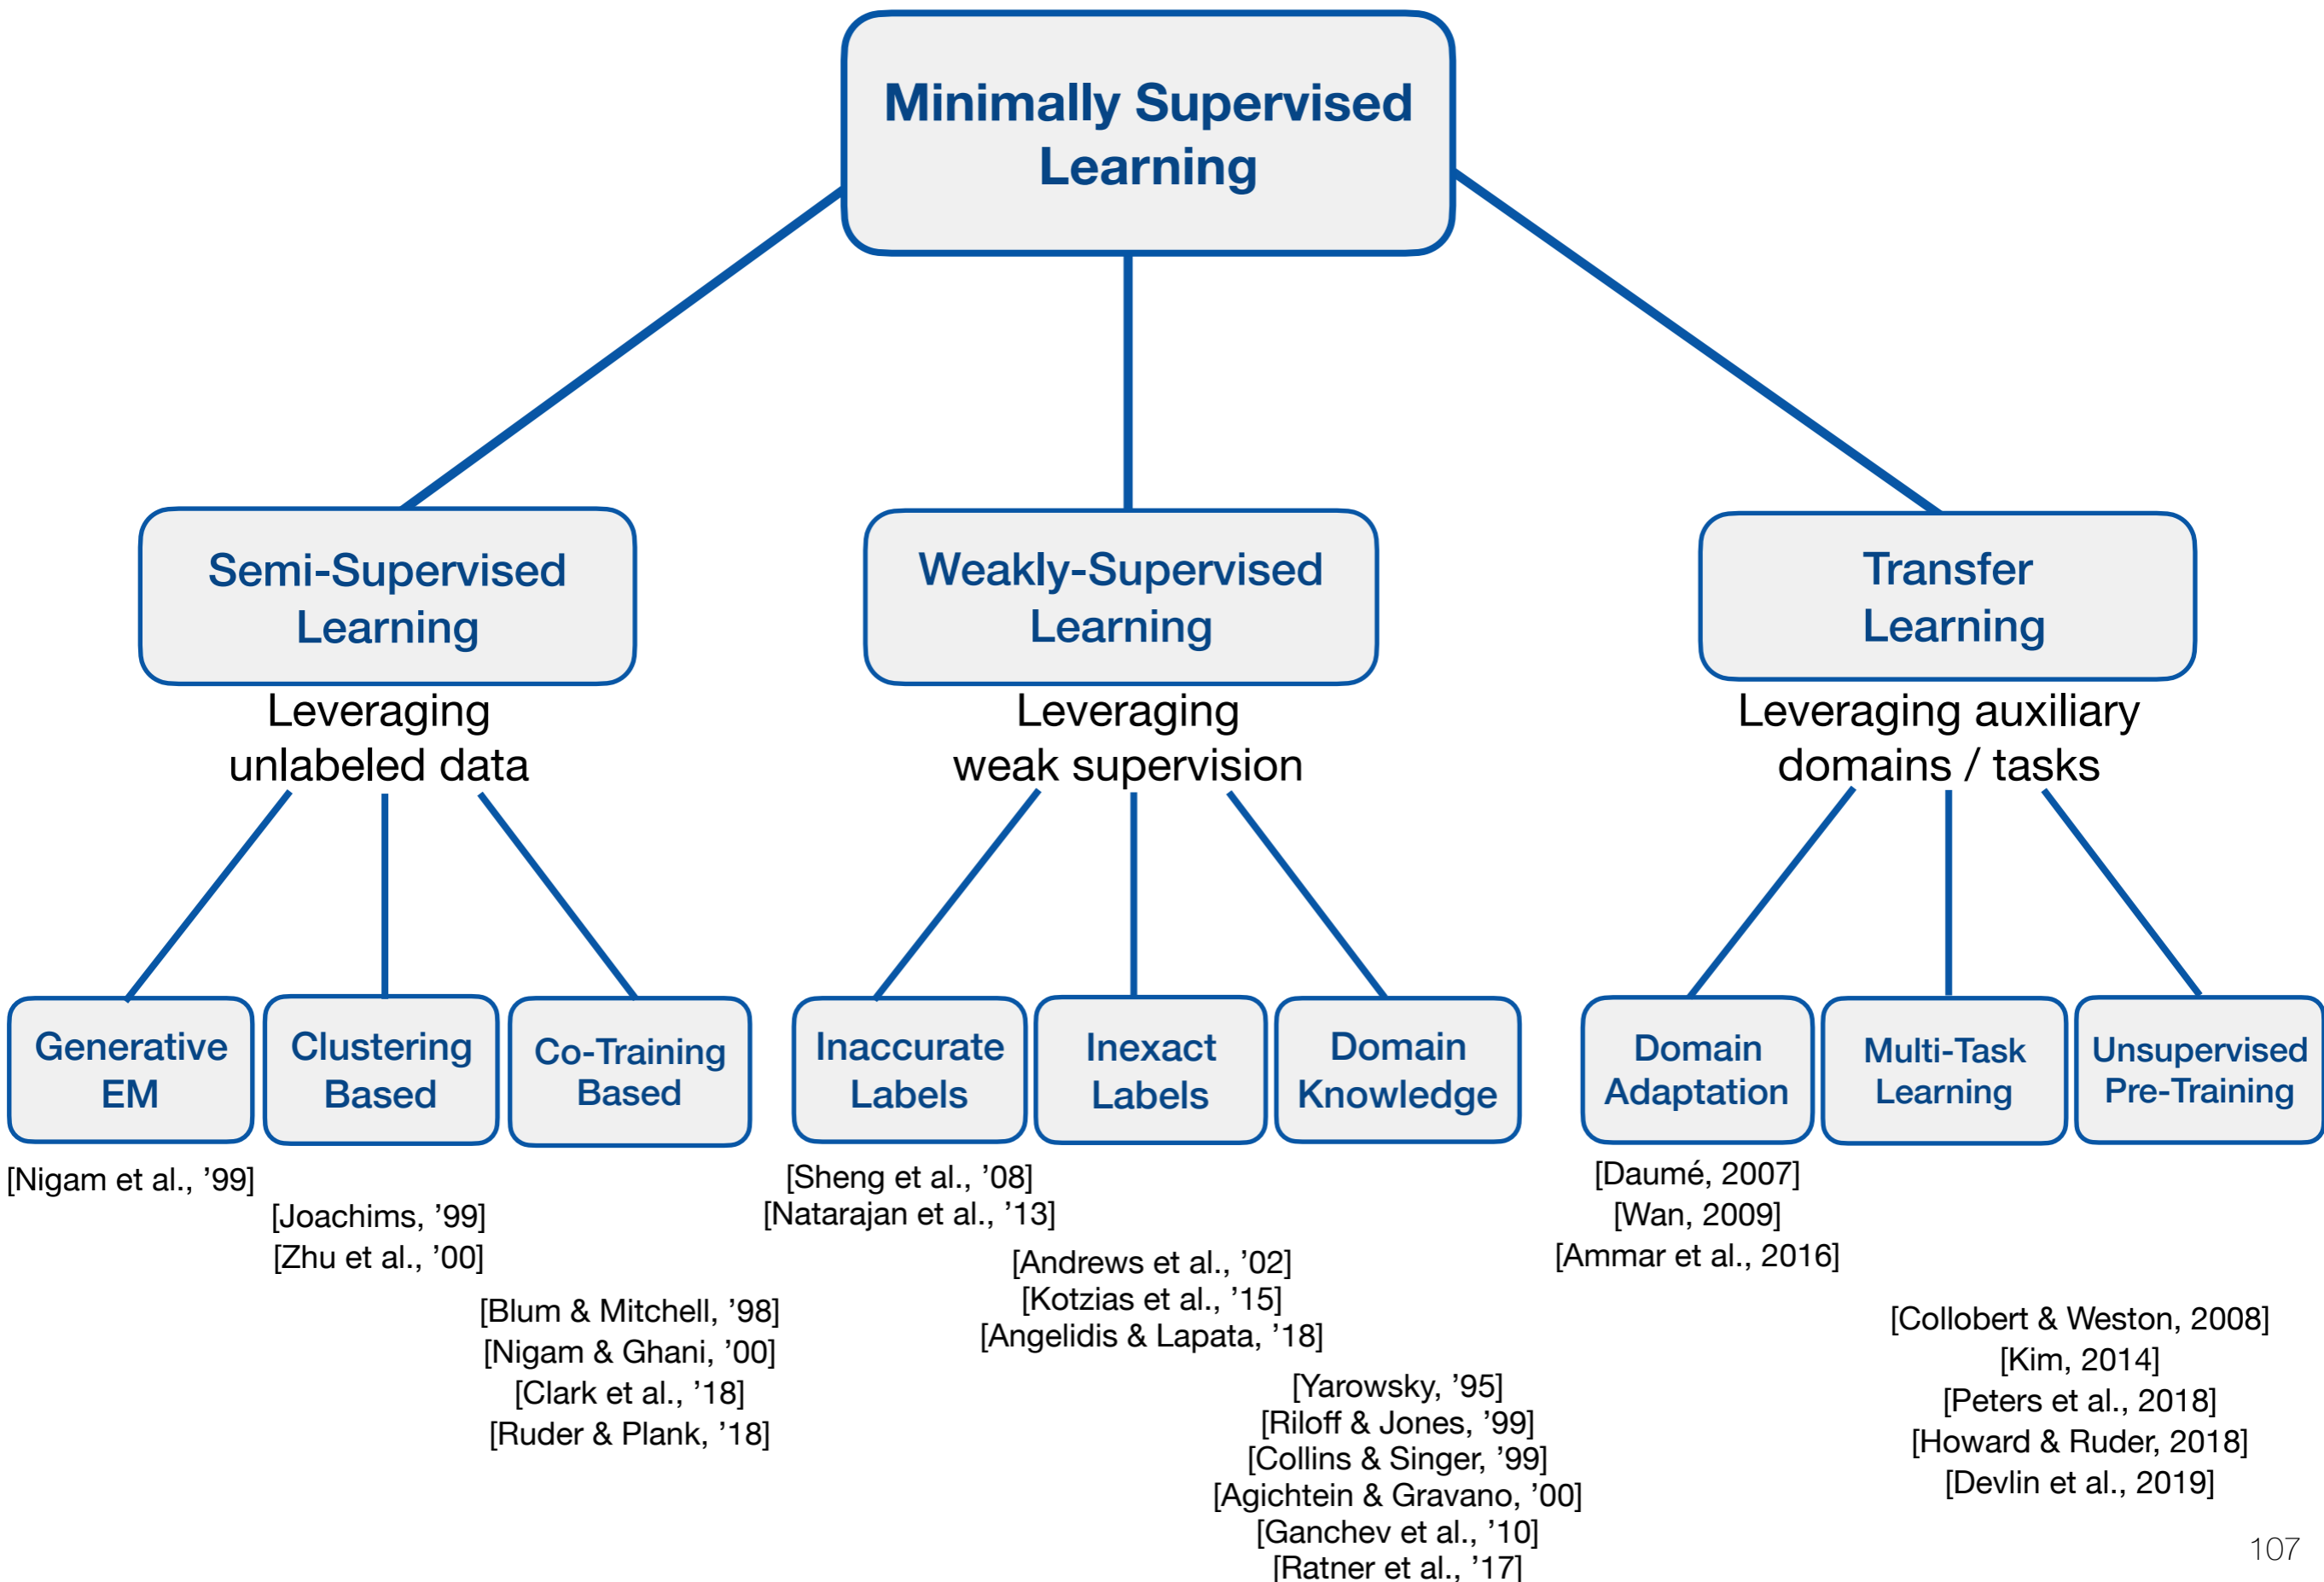 Minimally Supervised
Learning
Semi-Supervised
Learning
Leveraging
unlabeled data
Weakly-Supervised
Learning
Leveraging
weak supervision
Transfer
Learning
Leveraging auxiliary
domains / tasks
Generative
EM
Clustering
Based
Co-Training
Based
Inaccurate
Labels
Inexact
Labels
Domain
Knowledge
Domain
Adaptation
Multi-Task
Learning
Unsupervised
Pre-Training
[Nigam et al., ’99]
[Joachims, ’99]
[Zhu et al., ’00]
[Blum & Mitchell, ’98]
[Nigam & Ghani, ’00]
[Clark et al., ’18]
[Ruder & Plank, ’18]
[Sheng et al., ’08]
[Natarajan et al., ’13]
[Andrews et al., ’02]
[Kotzias et al., ’15]
[Angelidis & Lapata, ’18]
[Yarowsky, ’95]
[Riloff & Jones, ’99]
[Collins & Singer, ’99]
[Agichtein & Gravano, ’00]
[Ganchev et al., ’10]
[Ratner et al., ’17]
[Daumé, 2007]
[Wan, 2009]
[Ammar et al., 2016]
[Collobert & Weston, 2008]
[Kim, 2014]
[Peters et al., 2018]
[Howard & Ruder, 2018]
[Devlin et al., 2019]
107